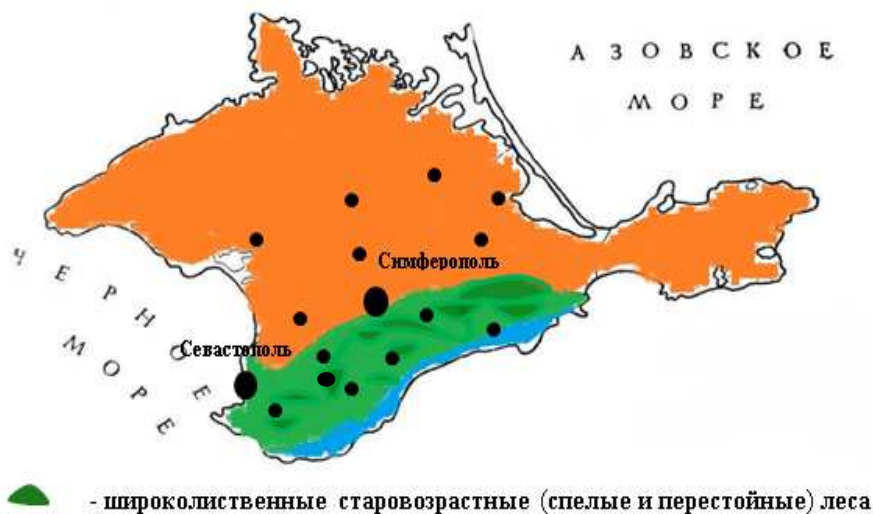 АЗОВСКОЕ
МОРЕ
Симферополь
ЧЕРНОЕ
МОРЕ
Севастополь
- широколиственные старовозрастные (спелые и перестойные) леса